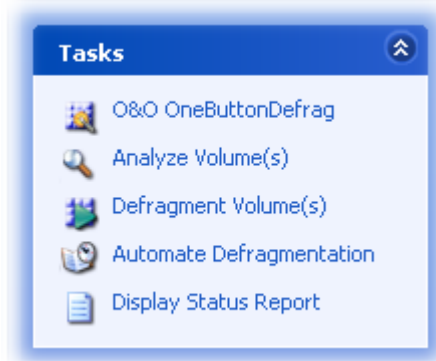 Tasks
O&O OneButtonDefrag
Analyze Volume(s)
Defragment Volume(s)
Automate Defragmentation
Display Status Report